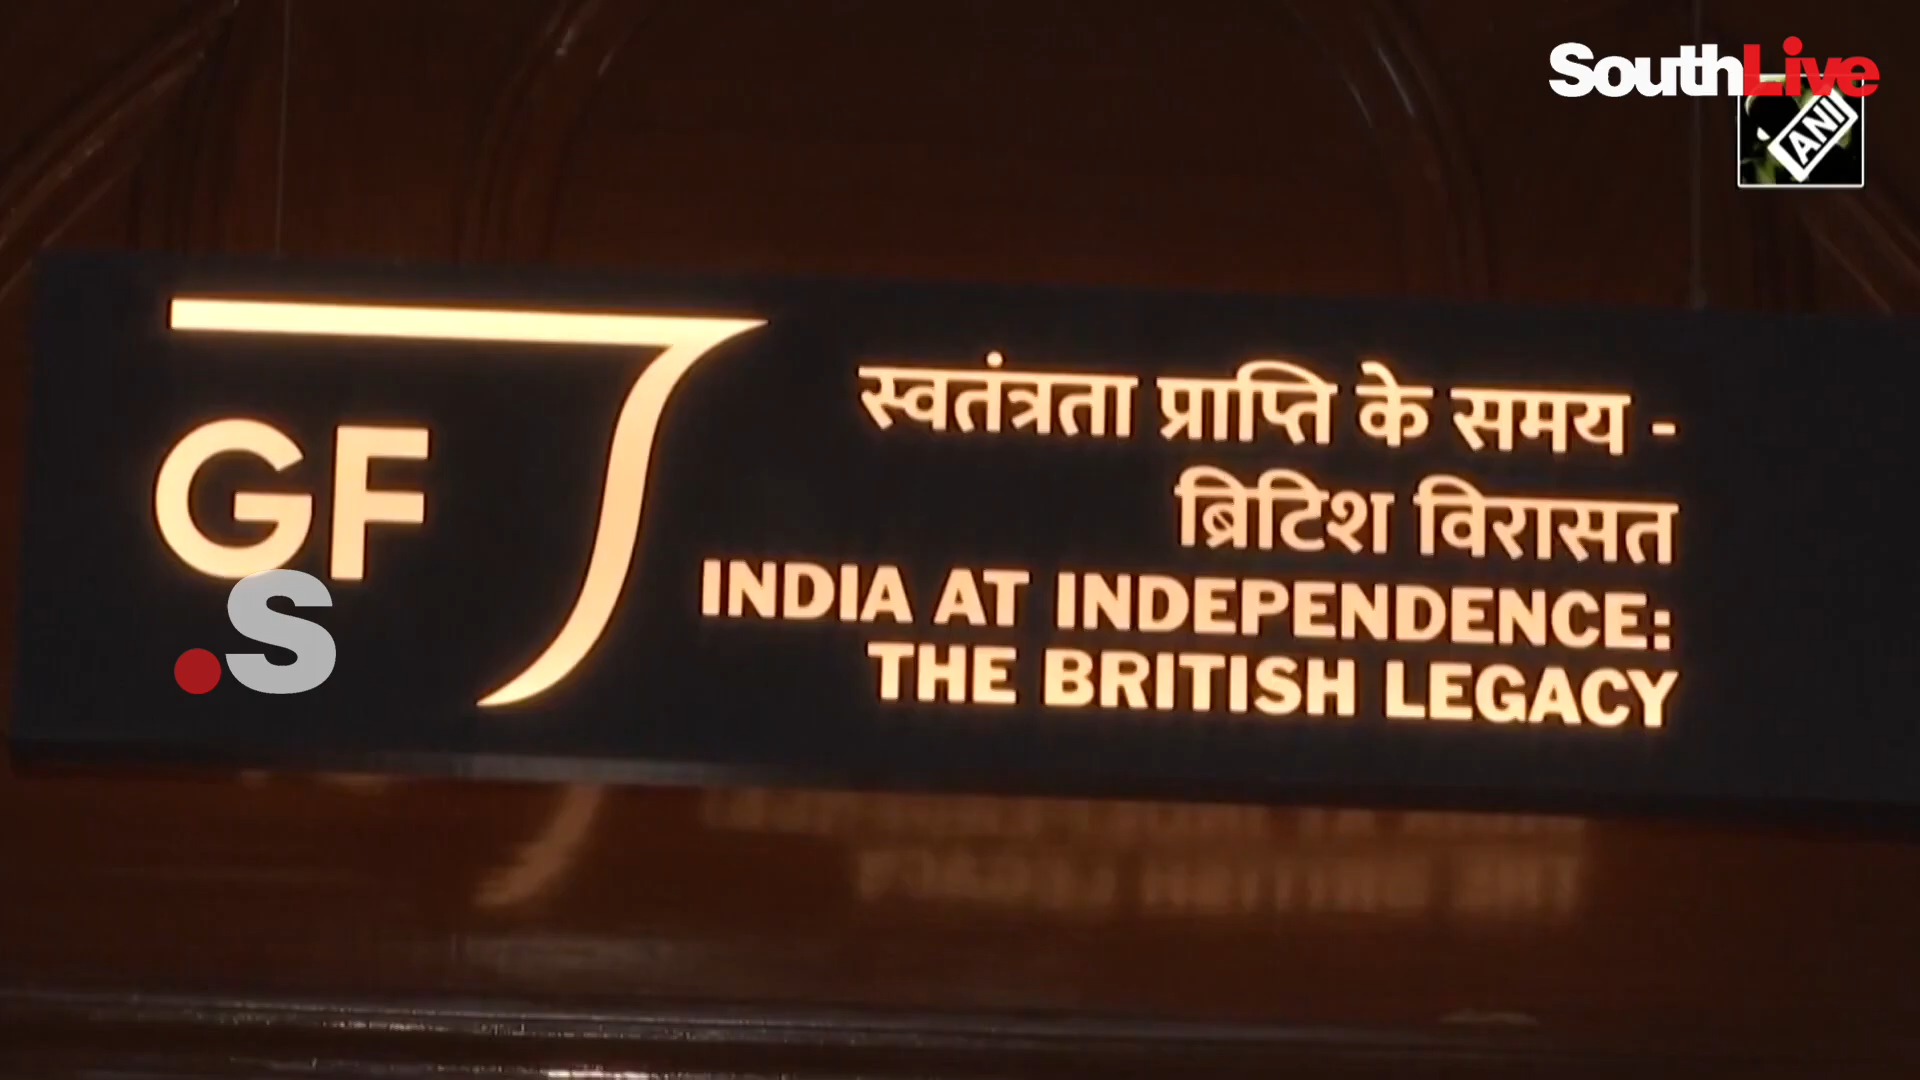 SouthLive
ANI
GF
स्वतंत्रता प्राप्ति के समय -
ब्रिटिश विरासत
INDIA AT INDEPENDENCE:
THE BRITISH LEGACY
.S